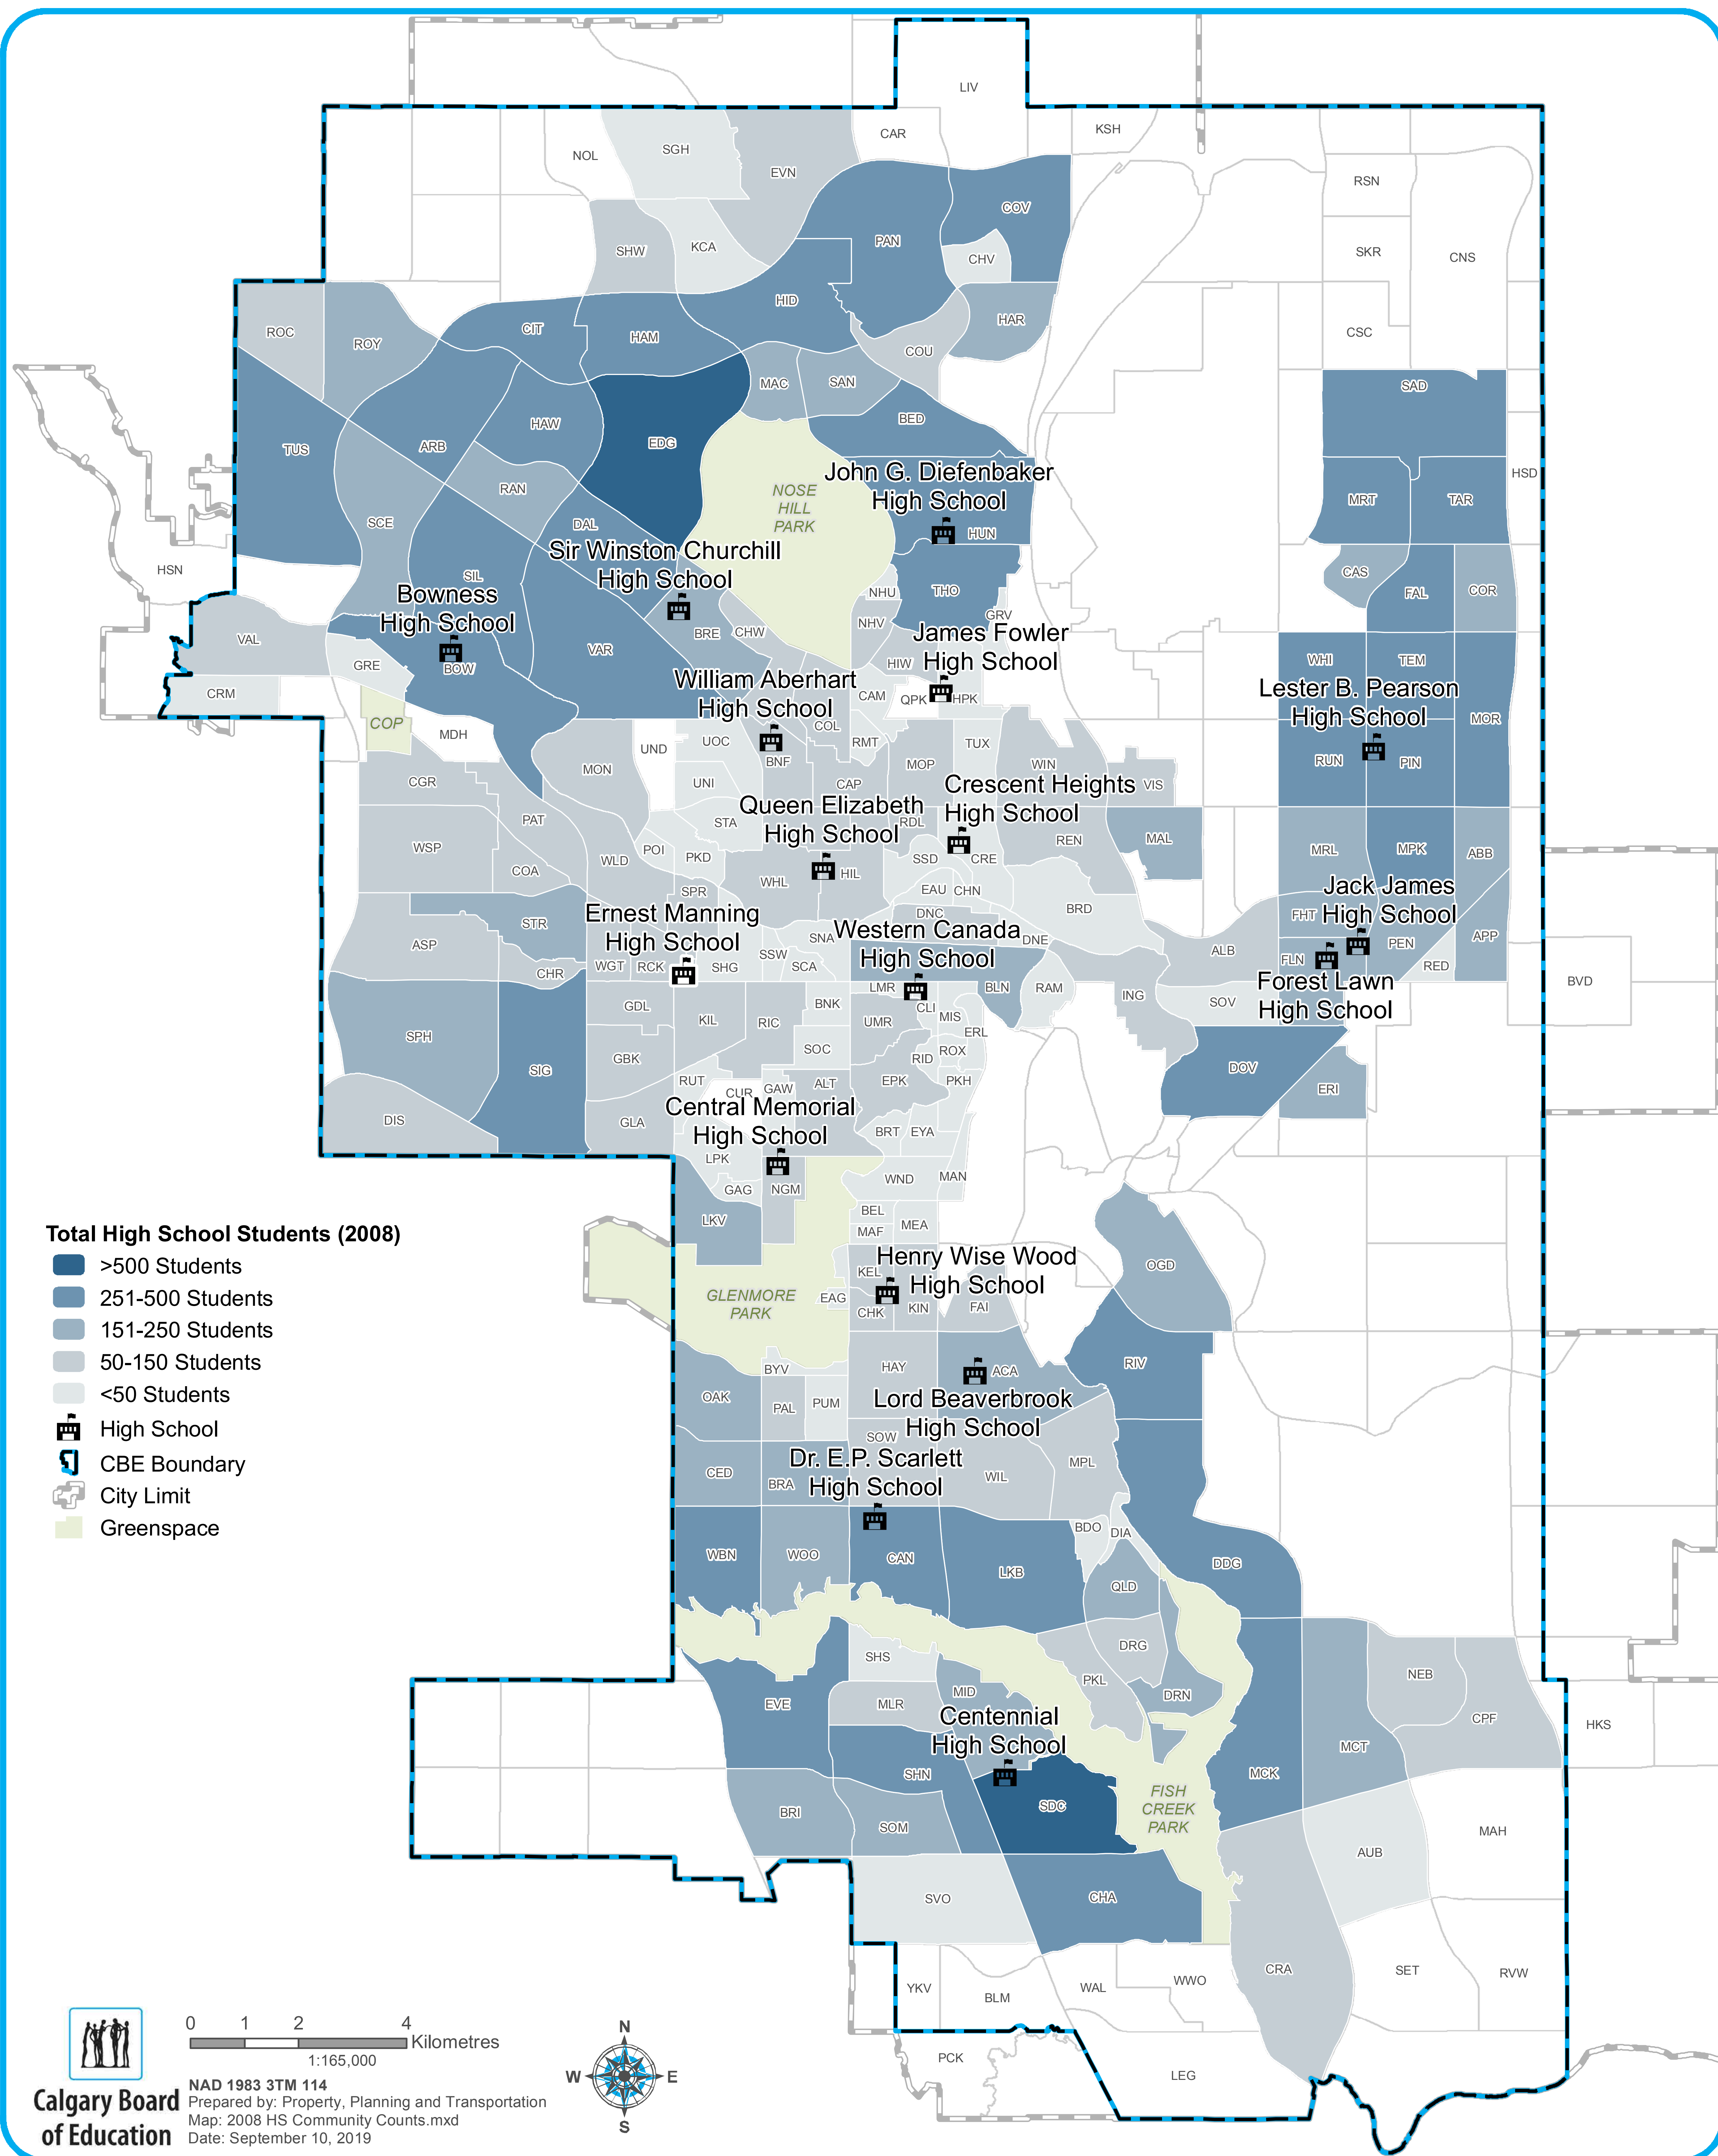 LIV
CAR
KSH
NOL
SGH
EVN
RSN
COV
SHW
KCA
PAN
CHV
SKR
CNS
HID
HAR
ROC
ROY
CIT
HAM
COU
CSC
MAC
SAN
SAD
BED
HAW
EDG
TUS
ARB
John G. Diefenbaker
High School
HSD
NOSE
HILL
PARK
RAN
MRT
TAR
SCE
DAL
HUN
Sir Winston Churchill
High School
HSN
SIL
CAS
Bowness
High School
NHU
THO
FAL
COR
GRV
VAL
BRE
CHW
NHV
James Fowler
High School
VAR
GRE
BOW
HIW
WHI
TEM
William Aberhart
High School
Lester B. Pearson
High School
CRM
CAM
QPK
HPK
COP
MDH
UND
UOC
COL
RMT
TUX
MOR
BNF
MOP
WIN
RUN
PIN
CGR
MON
UNI
CAP
Crescent Heights
High School
VIS
Queen Elizabeth
High School
PAT
STA
RDL
WSP
POI
PKD
REN
MAL
MRL
MPK
ABB
COA
WLD
SSD
CRE
WHL
HIL
SPR
EAU
CHN
Jack James
High School
Ernest Manning
High School
DNC
BRD
FHT
STR
Western Canada
High School
ASP
SNA
DNE
ALB
PEN
APP
SSW
FLN
CHR
WGT
RCK
SHG
SCA
RED
Forest Lawn
High School
BVD
LMR
BLN
RAM
ING
SOV
GDL
KIL
RIC
BNK
UMR
CLI
MIS
SPH
ERL
SOC
RID
ROX
GBK
SIG
DOV
RUT
CUR
GAW
ALT
EPK
PKH
ERI
Central Memorial
High School
DIS
GLA
BRT
EYA
LPK
WND
MAN
GAG
NGM
BEL
LKV
MAF
MEA
Total High School Students (2008)
Henry Wise Wood
High School
OGD
>500 Students
KEL
GLENMORE
PARK
EAG
251-500 Students
CHK
KIN
FAI
151-250 Students
50-150 Students
BYV
HAY
ACA
RIV
<50 Students
OAK
PAL
PUM
Lord Beaverbrook
High School
High School
SOW
Dr. E.P. Scarlett
High School
CBE Boundary
CED
BRA
WIL
MPL
City Limit
Greenspace
BDO
DIA
WBN
WOO
CAN
LKB
DDG
QLD
SHS
DRG
NEB
PKL
MID
DRN
EVE
MLR
CPF
HKS
Centennial
High School
MCT
SHN
MCK
FISH
CREEK
PARK
BRI
SDC
SOM
MAH
AUB
SVO
CHA
CRA
SET
RVW
YKV
BLM
WAL
WWO
PCK
LEG
0 1 2 4
Kilometres
1:165,000
N
W E
S
Calgary Board
of Education
NAD 1983 3TM 114
Prepared by: Property, Planning and Transportation
Map: 2008 HS Community Counts.mxd
Date: September 10, 2019